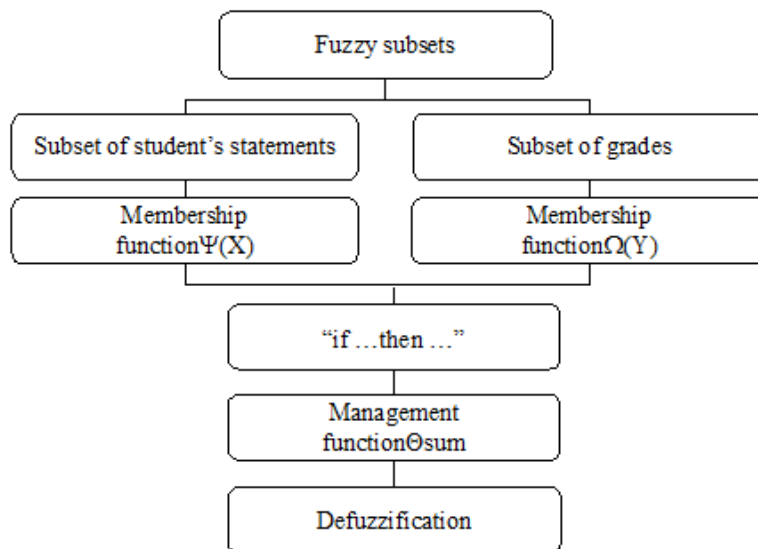 Fuzzy subsets
Subset of student’s statements
Subset of grades
Membership
functionΨ(X)
Membership
functionΩ(Y)
“if ...then ...”
Management
functionΘsum
Defuzzification